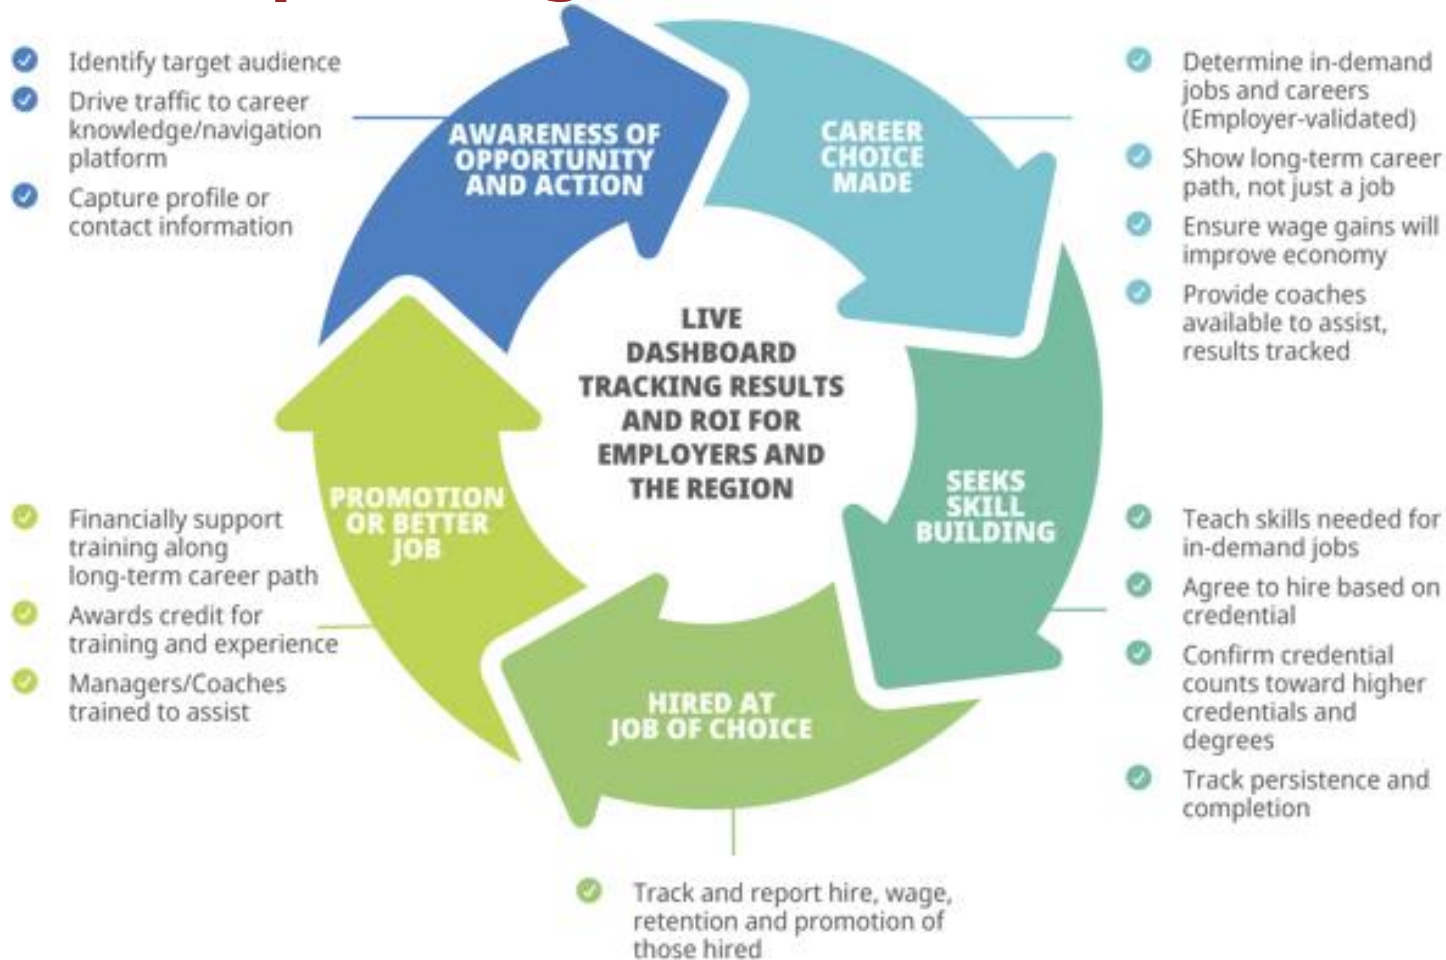 Identify target audience
Drive traffic to career
knowledge/navigation
platform
Capture profile or
contact information
AWARENESS OF
OPPORTUNITY
AND ACTION
CAREER
CHOICE
MADE
Determine in-demand
jobs and careers
(Employer-validated)
Show long-term career
path, not just a job
Ensure wage gains will
improve economy
Provide coaches
available to assist,
results tracked
LIVE
DASHBOARD
TRACKING RESULTS
AND ROI FOR
EMPLOYERS AND
THE REGION
SEEKS
SKILL
BUILDING
Teach skills needed for
in-demand jobs
Agree to hire based on
credential
Confirm credential
counts toward higher
credentials and
degrees
Track persistence and
completion
HIRED AT
JOB OF CHOICE
Track and report hire, wage,
retention and promotion of
those hired
PROMOTION
OR BETTER
JOB
Financially support
training along
long-term career path
Awards credit for
training and experience
Managers/Coaches
trained to assist